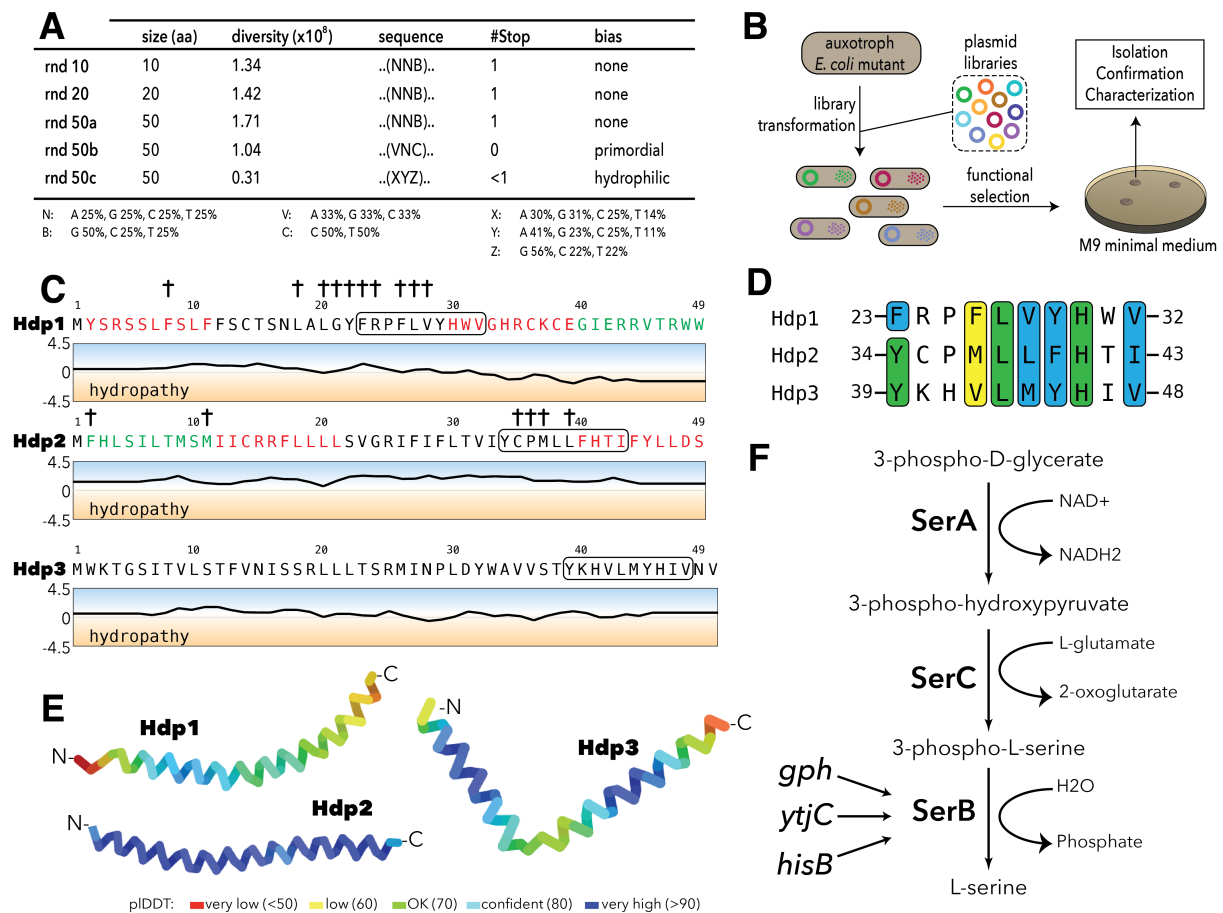 A
size (aa) diversity (x10⁸) sequence #Stop bias
rnd 10 10 1.34 ..(NNB).. 1 none
rnd 20 20 1.42 ..(NNB).. 1 none
rnd 50a 50 1.71 ..(NNB).. 1 none
rnd 50b 50 1.04 ..(VNC).. 0 primordial
rnd 50c 50 0.31 ..(XYZ).. <1 hydrophilic
N: A 25%, G 25%, C 25%, T 25% V: A 33%, G 33%, C 33% X: A 30%, G 31%, C 25%, T 14%
B: G 50%, C 25%, T 25% C: C 50%, T 50% Y: A 41%, G 23%, C 25%, T 11%
Z: G 56%, C 22%, T 22%
B
auxotroph
E. coli mutant
plasmid
libraries
library
transformation
functional
selection
Isolation
Confirmation
Characterization
M9 minimal medium
C
† † ††††† †††
1 10 20 30 40 49
Hdp1 MYSRSSLFSLFFSCTSNLALGYFRPFLVYHWVGHRCKCEGIERRVTRWW
4.5
0
-4.5
hydropathy
† † ††† †
Hdp2 MFHLSILTMSMIICRRFLLLLSVGRIFIFLTVIYCPMLLFHTIFYLLDS
4.5
0
-4.5
hydropathy
1 10 20 30 40 49
Hdp3 MWKTGSITVLSTFVNISSRLLLTSRMINPLDYWAVVSTYKHVLMYHIVNV
4.5
0
-4.5
hydropathy
D
Hdp1 23 F R P F L V Y H W V 32
Hdp2 34 Y C P M L L F H T I 43
Hdp3 39 Y K H V L M Y H I V 48
E
Hdp1
N-
-C
Hdp2
N-
-C
Hdp3
-N
-C
plDDT: very low (<50) low (60) OK (70) confident (80) very high (>90)
F
3-phospho-D-glycerate
SerA
NAD+
NADH2
3-phospho-hydroxypyruvate
SerC
L-glutamate
2-oxoglutarate
3-phospho-L-serine
gph
ytjC
hisB
SerB
H2O
Phosphate
L-serine